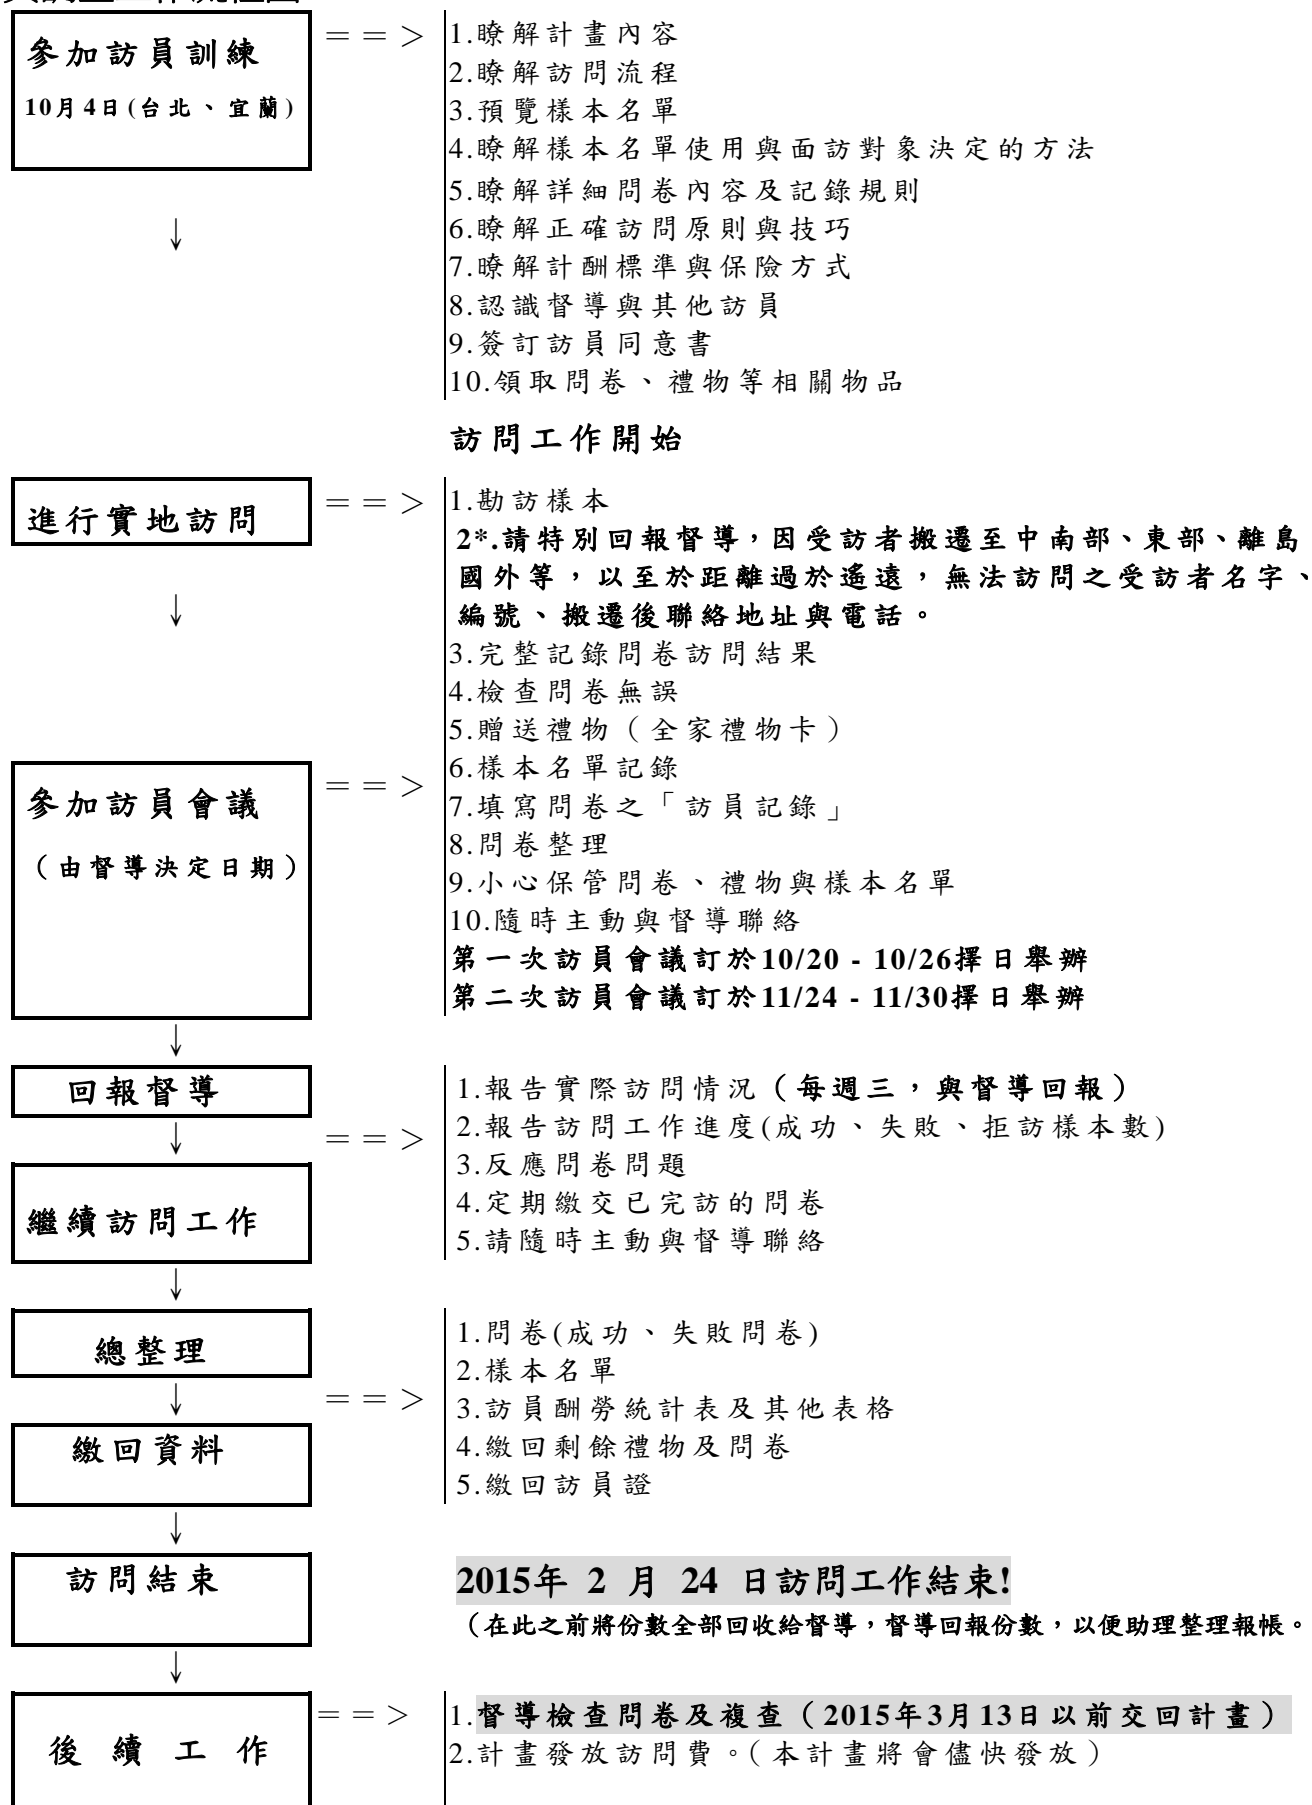 參加訪員訓練
10月4日(台北、宜蘭)
==>
1.瞭解計畫內容
2.瞭解訪問流程
3.預覽樣本名單
4.瞭解樣本名單使用與面訪對象決定的方法
5.瞭解詳細問卷內容及記錄規則
6.瞭解正確訪問原則與技巧
7.瞭解計酬標準與保險方式
8.認識督導與其他訪員
9.簽訂訪員同意書
10.領取問卷、禮物等相關物品
↓
訪問工作開始
進行實地訪問
==>
1.勘訪樣本
2*.請特別回報督導，因受訪者搬遷至中南部、東部、離島
國外等，以至於距離過於遙遠，無法訪問之受訪者名字、
編號、搬遷後聯絡地址與電話。
3.完整記錄問卷訪問結果
4.檢查問卷無誤
5.贈送禮物（全家禮物卡）
6.樣本名單記錄
7.填寫問卷之「訪員記錄」
8.問卷整理
9.小心保管問卷、禮物與樣本名單
10.隨時主動與督導聯絡
第一次訪員會議訂於10/20 - 10/26擇日舉辦
第二次訪員會議訂於11/24 - 11/30擇日舉辦
↓
參加訪員會議
（由督導決定日期）
==>
↓
回報督導
↓
繼續訪問工作
==>
1.報告實際訪問情況（每週三，與督導回報）
2.報告訪問工作進度(成功、失敗、拒訪樣本數)
3.反應問卷問題
4.定期繳交已完訪的問卷
5.請隨時主動與督導聯絡
↓
總整理
↓
繳回資料
==>
1.問卷(成功、失敗問卷)
2.樣本名單
3.訪員酬勞統計表及其他表格
4.繳回剩餘禮物及問卷
5.繳回訪員證
↓
訪問結束
2015年 2 月 24 日訪問工作結束!
（在此之前將份數全部回收給督導，督導回報份數，以便助理整理報帳。
↓
後續工作
==>
1.督導檢查問卷及複查（2015年3月13日以前交回計畫）
2.計畫發放訪問費。(本計畫將會儘快發放）